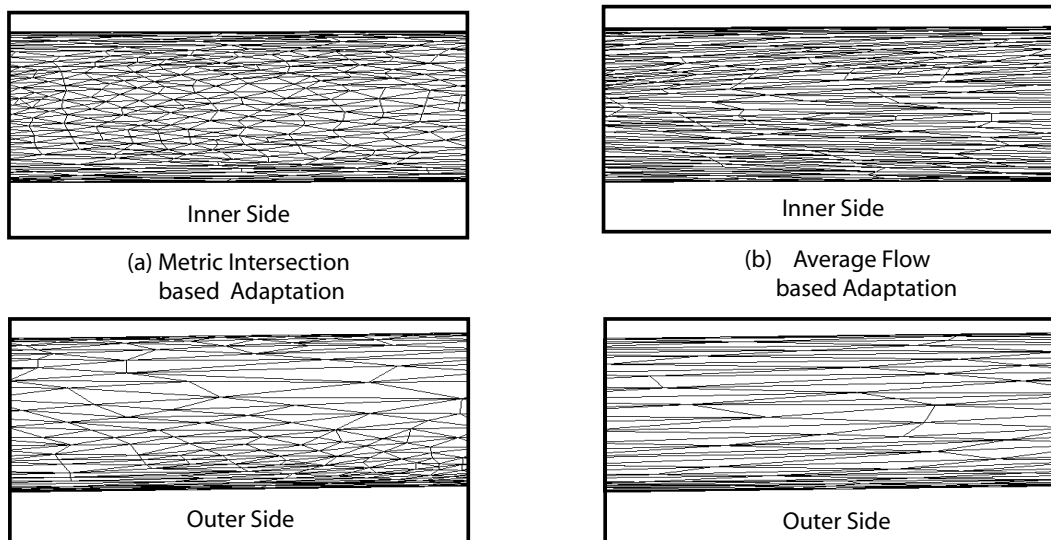 Inner Side
Inner Side
(a) Metric Intersection
based Adaptation
(b) Average Flow
based Adaptation
Outer Side
Outer Side